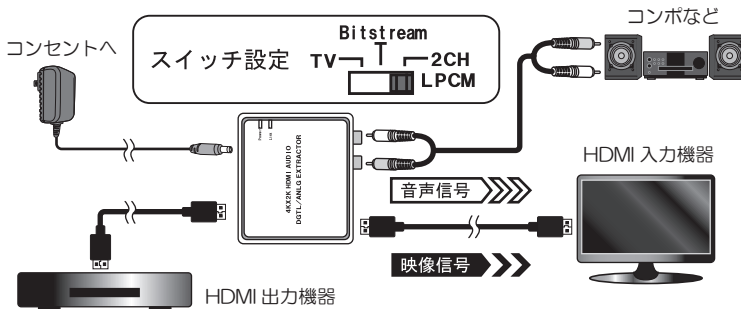 コンセントへ
スイッチ設定
Bitstream
TV
2CH
LPCM
コンポなど
Power
Link
4KX2K HDMI AUDIO
DGTL/ANLG EXTRACTOR
HDMI 入力機器
音声信号
映像信号
HDMI 出力機器